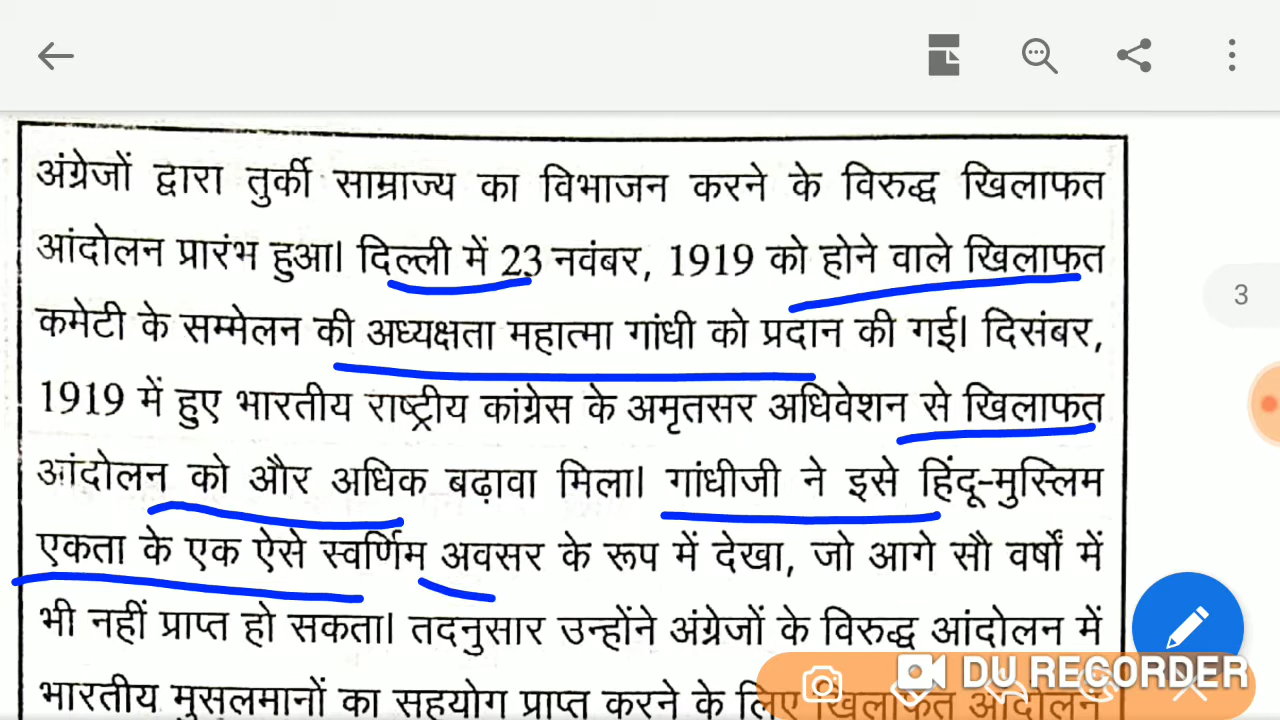 अंग्रेजों द्वारा तुर्की साम्राज्य का विभाजन करने के विरुद्ध खिलाफत
आंदोलन प्रारंभ हुआ। दिल्ली में 23 नवंबर, 1919 को होने वाले खिलाफत
कमेटी के सम्मेलन की अध्यक्षता महात्मा गांधी को प्रदान की गई। दिसंबर,
1919 में हुए भारतीय राष्ट्रीय कांग्रेस के अमृतसर अधिवेशन से खिलाफत
आंदोलन को और अधिक बढ़ावा मिला। गांधीजी ने इसे हिंदू-मुस्लिम
एकता के एक ऐसे स्वर्णिम अवसर के रूप में देखा, जो आगे सौ वर्षों में
भी नहीं प्राप्त हो सकता। तदनुसार उन्होंने अंग्रेजों के विरुद्ध आंदोलन में
भारतीय मुसलमानों का सहयोग प्राप्त करने के लिए खिलाफत आंदोलन
3
DU RECORDER